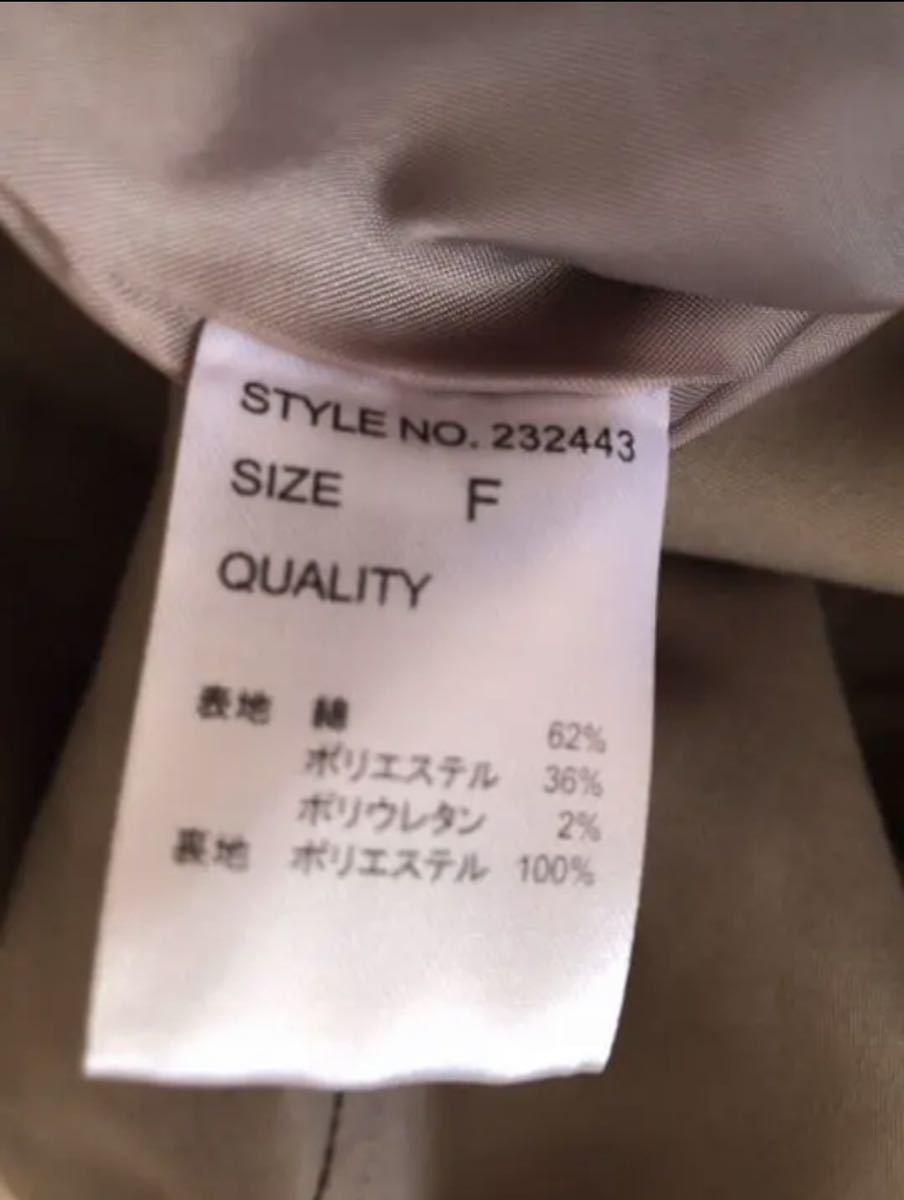 STYLE NO. 232443
SIZE F
QUALITY
表地 綿 62%
ポリエステル 36%
ポリウレタン 2%
裏地 ポリエステル 100%